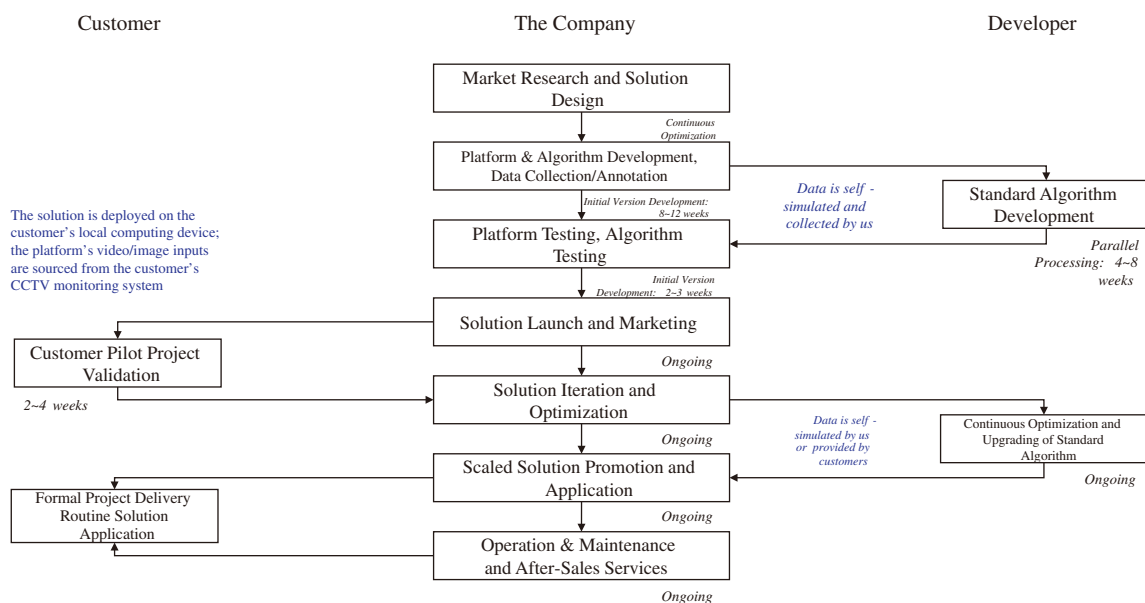 Customer
The Company
Developer
Market Research and Solution
Design
Continuous
Optimization
Platform & Algorithm Development,
Data Collection/Annotation
Data is self -
simulated and
collected by us
Standard Algorithm
Development
Initial Version Development:
8~12 weeks
The solution is deployed on the
customer's local computing device;
the platform's video/image inputs
are sourced from the customer's
CCTV monitoring system
Platform Testing, Algorithm
Testing
Parallel
Processing: 4~8
weeks
Initial Version
Development: 2~3 weeks
Solution Launch and Marketing
Customer Pilot Project
Validation
Ongoing
2~4 weeks
Solution Iteration and
Optimization
Data is self -
simulated by us
or provided by
customers
Continuous Optimization and
Upgrading of Standard
Algorithm
Ongoing
Scaled Solution Promotion and
Application
Ongoing
Formal Project Delivery
Routine Solution
Application
Ongoing
Operation & Maintenance
and After-Sales Services
Ongoing